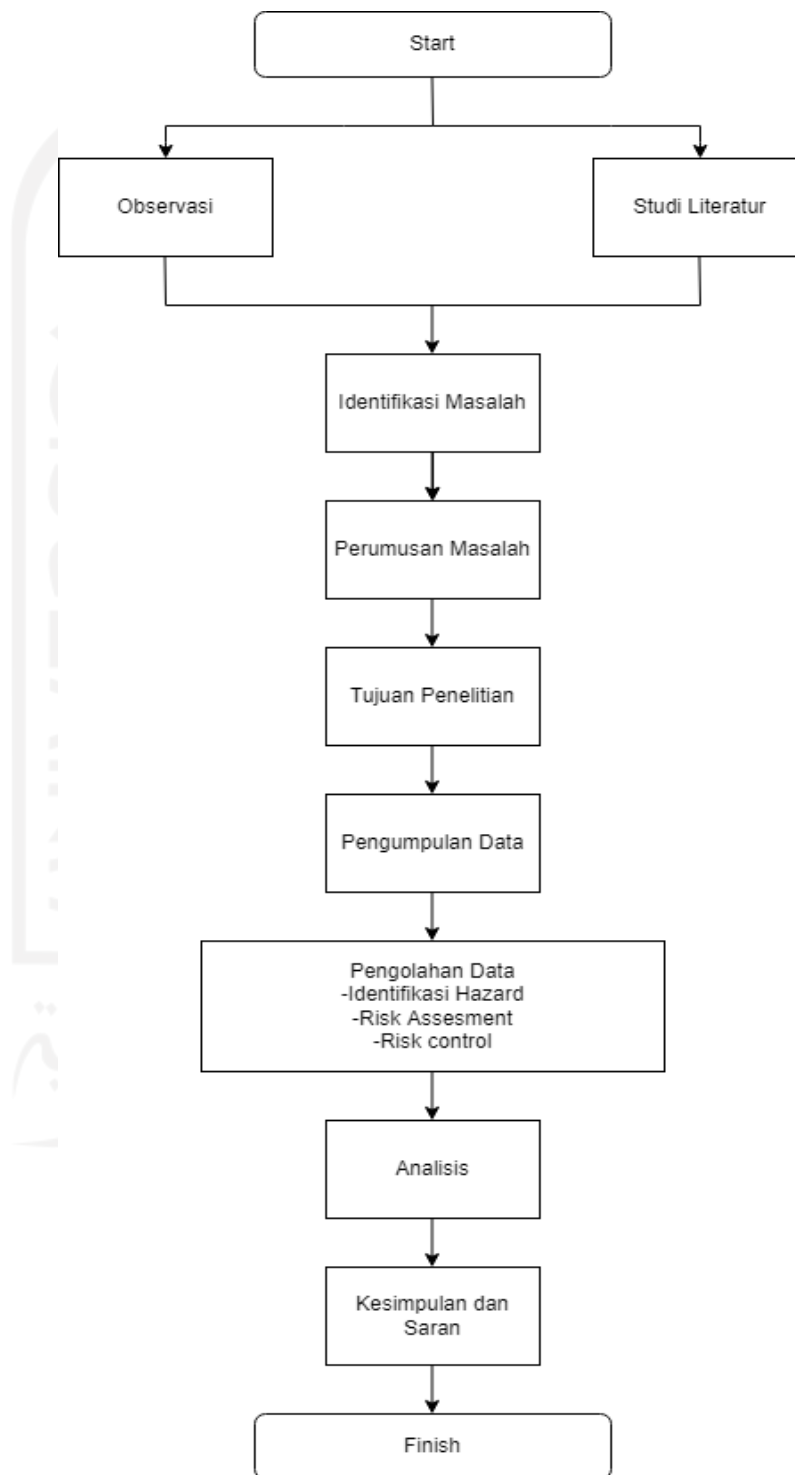 Start
Observasi
Studi Literatur
Identifikasi Masalah
Perumusan Masalah
Tujuan Penelitian
Pengumpulan Data
Pengolahan Data
-Identifikasi Hazard
-Risk Assesment
-Risk control
Analisis
Kesimpulan dan
Saran
Finish